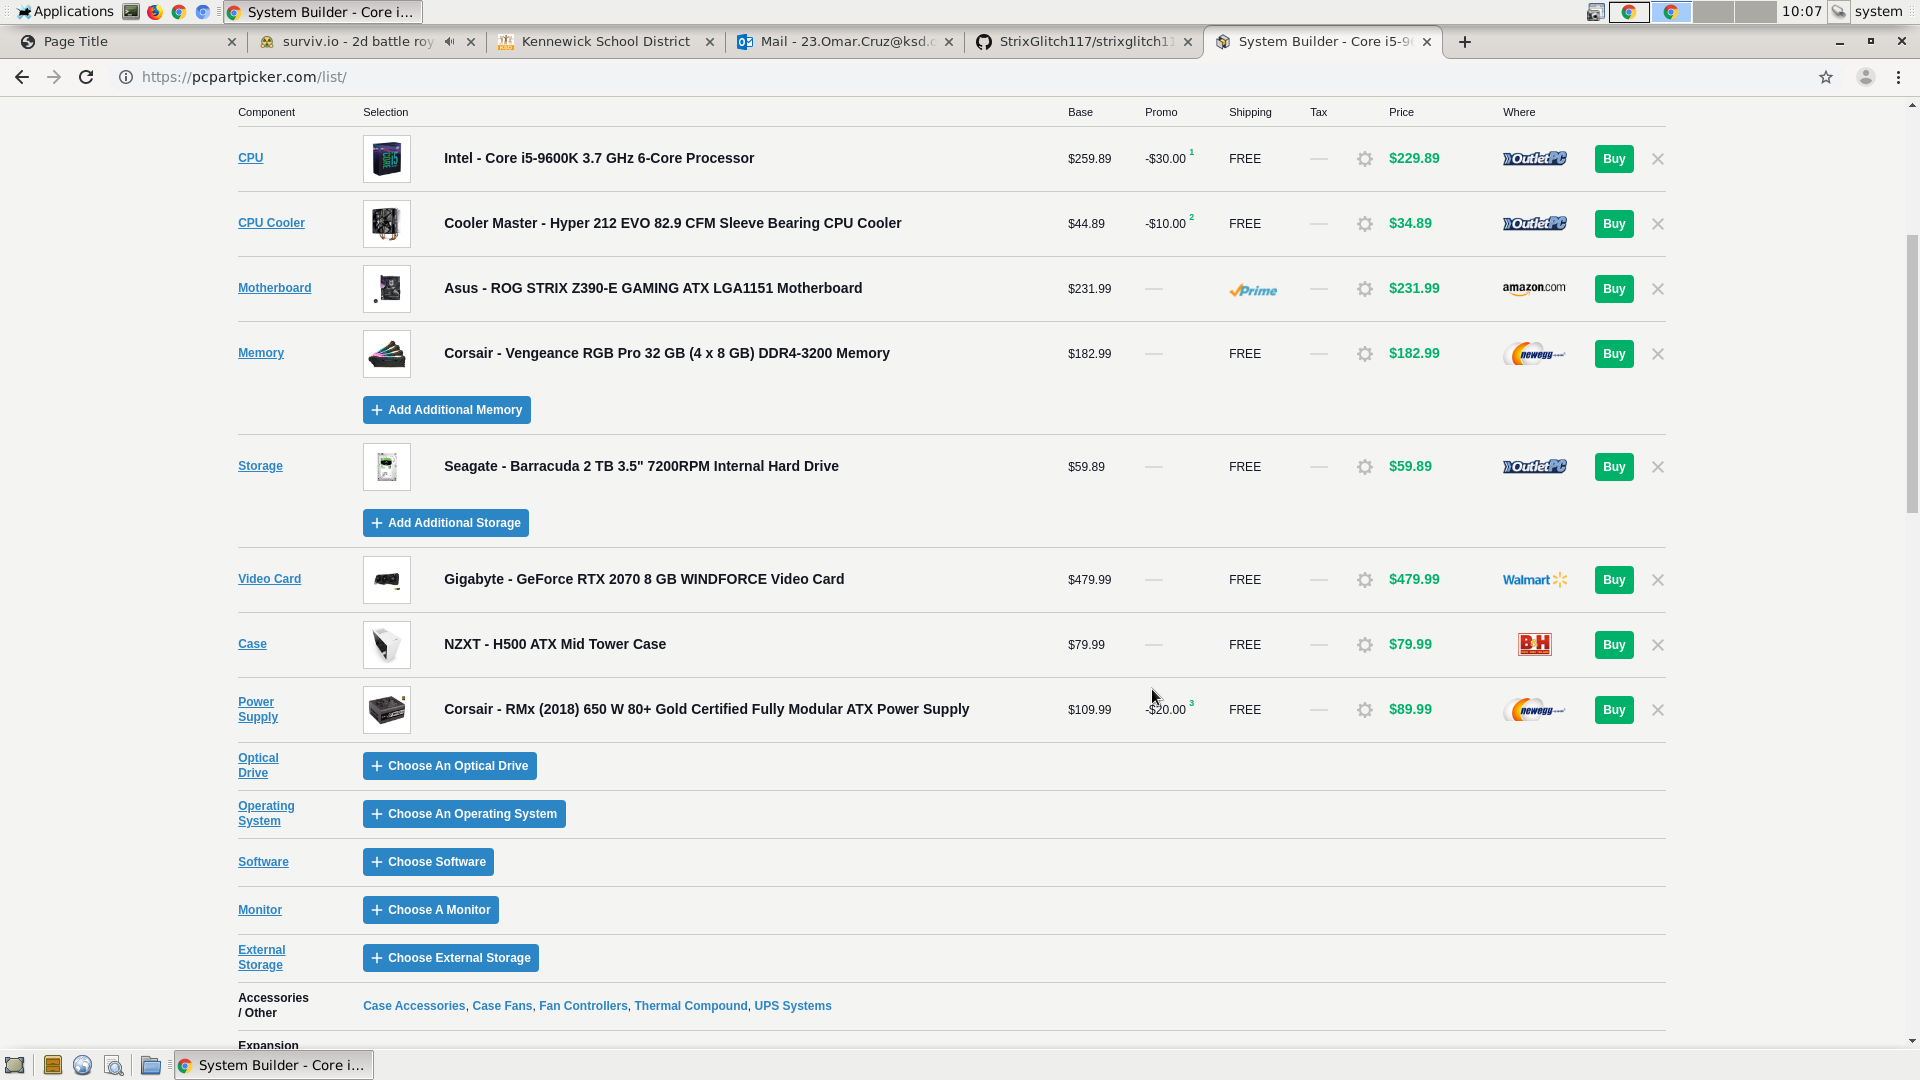 Applications
System Builder - Core i...
10:07
system
Page Title
surviv.io - 2d battle roy
Kennewick School District
Mail - 23.Omar.Cruz@ksd.
StrixGlitch117/strixglitch1
System Builder - Core i5-9
https://pcpartpicker.com/list/
Component Selection Base Promo Shipping Tax Price Where
CPU Intel - Core i5-9600K 3.7 GHz 6-Core Processor $259.89 -$30.00 1 FREE — $229.89 OutletPC Buy
CPU Cooler Cooler Master - Hyper 212 EVO 82.9 CFM Sleeve Bearing CPU Cooler $44.89 -$10.00 2 FREE — $34.89 OutletPC Buy
Motherboard Asus - ROG STRIX Z390-E GAMING ATX LGA1151 Motherboard $231.99 — Prime — $231.99 amazon.com Buy
Memory Corsair - Vengeance RGB Pro 32 GB (4 x 8 GB) DDR4-3200 Memory $182.99 — FREE — $182.99 newegg Buy
+ Add Additional Memory
Storage Seagate - Barracuda 2 TB 3.5" 7200RPM Internal Hard Drive $59.89 — FREE — $59.89 OutletPC Buy
+ Add Additional Storage
Video Card Gigabyte - GeForce RTX 2070 8 GB WINDFORCE Video Card $479.99 — FREE — $479.99 Walmart Buy
Case NZXT - H500 ATX Mid Tower Case $79.99 — FREE — $79.99 B&H Buy
Power
Supply Corsair - RMx (2018) 650 W 80+ Gold Certified Fully Modular ATX Power Supply $109.99 -$20.00 3 FREE — $89.99 newegg Buy
Optical
Drive + Choose An Optical Drive
Operating
System + Choose An Operating System
Software + Choose Software
Monitor + Choose A Monitor
External
Storage + Choose External Storage
Accessories
/ Other Case Accessories, Case Fans, Fan Controllers, Thermal Compound, UPS Systems
Expansion
System Builder - Core i...